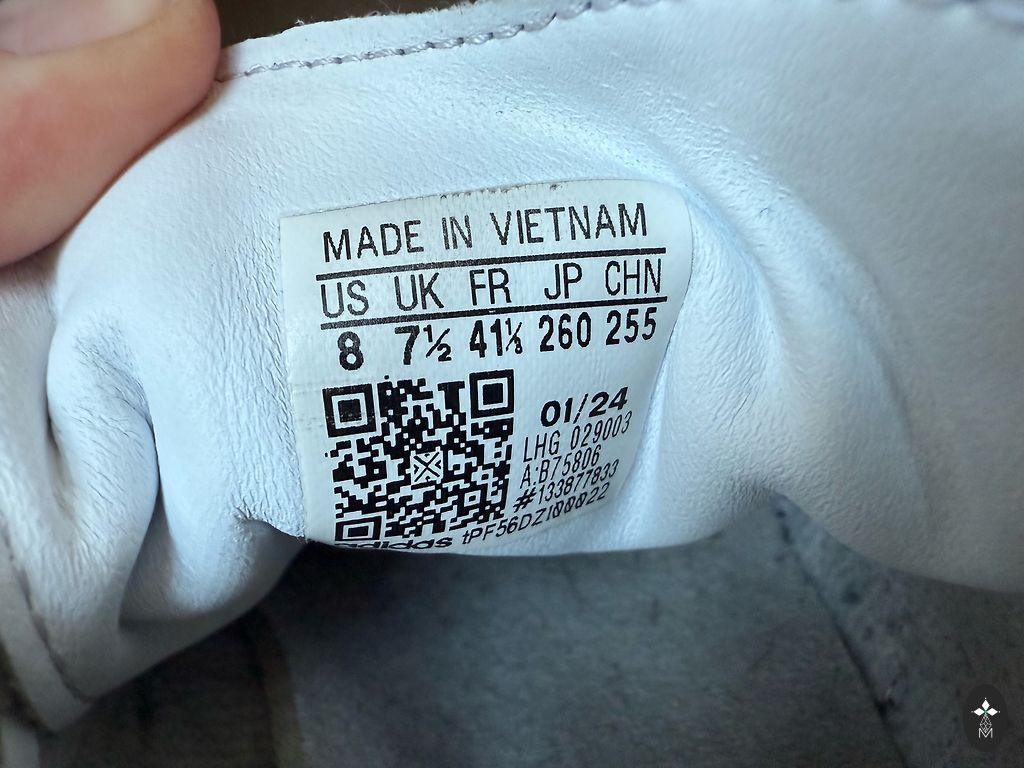 MADE IN VIETNAM
US UK FR JP CHN
8 7½ 41⅓ 260 255
01/24
LHG 029003
A:B75806
#133877833
adidas tPF56DZI00022
M